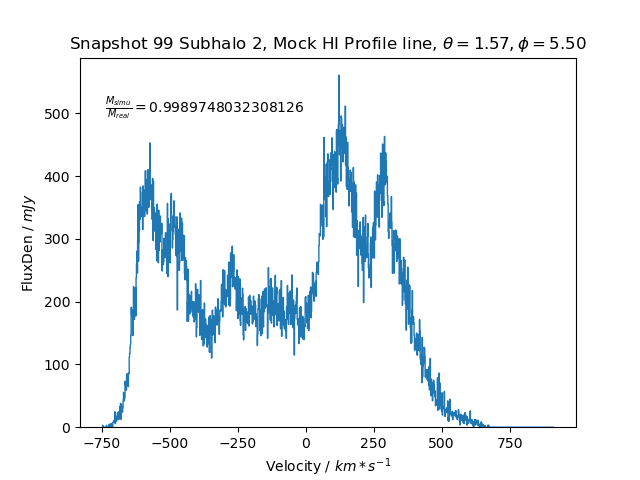 Snapshot 99 Subhalo 2, Mock HI Profile line, θ = 1.57, ϕ = 5.50
M_simu/M_real = 0.9989748032308126
FluxDen / mJy
500
400
300
200
100
0
−750 −500 −250 0 250 500 750
Velocity / km * s⁻¹